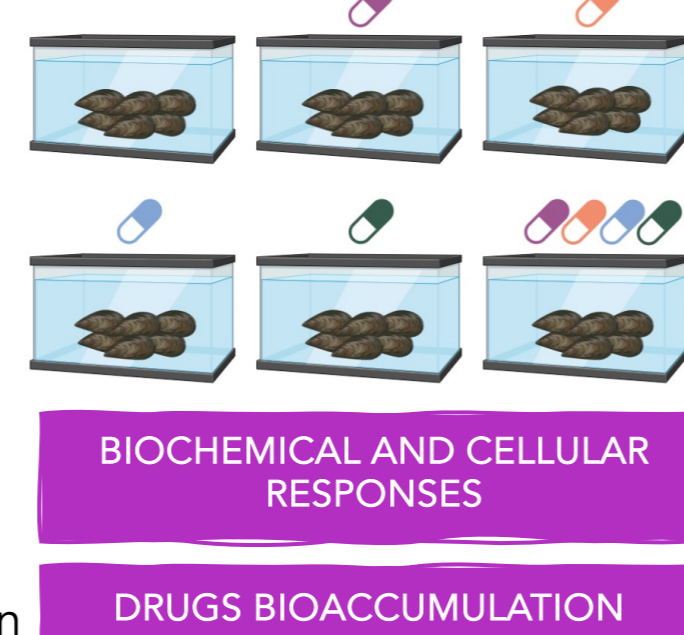 BIOCHEMICAL AND CELLULAR
RESPONSES
n
DRUGS BIOACCUMULATION